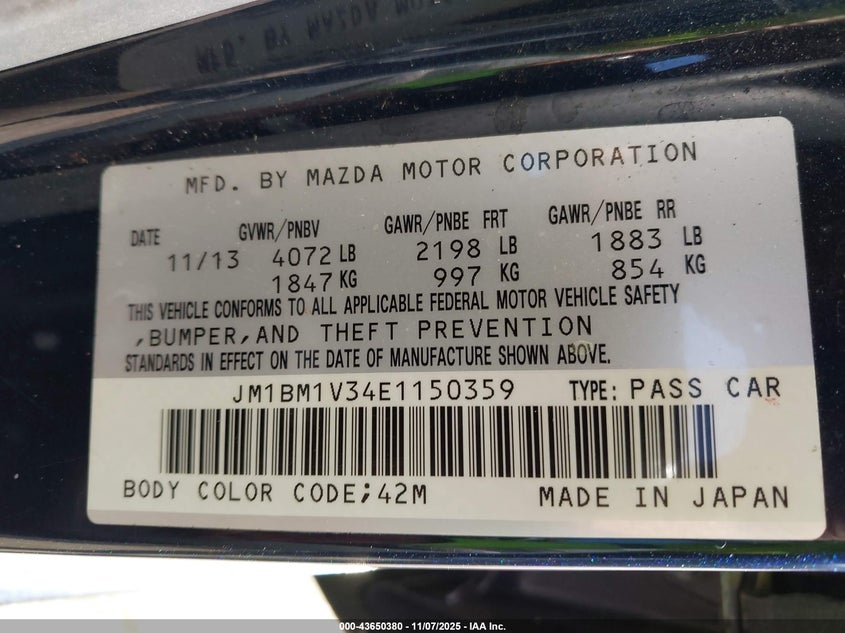 MFD. BY MAZDA MOTOR CORPORATION
DATE GVWR/PNBV GAWR/PNBE FRT GAWR/PNBE RR
11/13 4072 LB 2198 LB 1883 LB
1847 KG 997 KG 854 KG
THIS VEHICLE CONFORMS TO ALL APPLICABLE FEDERAL MOTOR VEHICLE SAFETY
,BUMPER,AND THEFT PREVENTION
STANDARDS IN EFFECT ON THE DATE OF MANUFACTURE SHOWN ABOVE.
JM1BM1V34E1150359 TYPE: PASS CAR
BODY COLOR CODE;42M MADE IN JAPAN
000-43650380 - 11/07/2025 - IAA Inc.